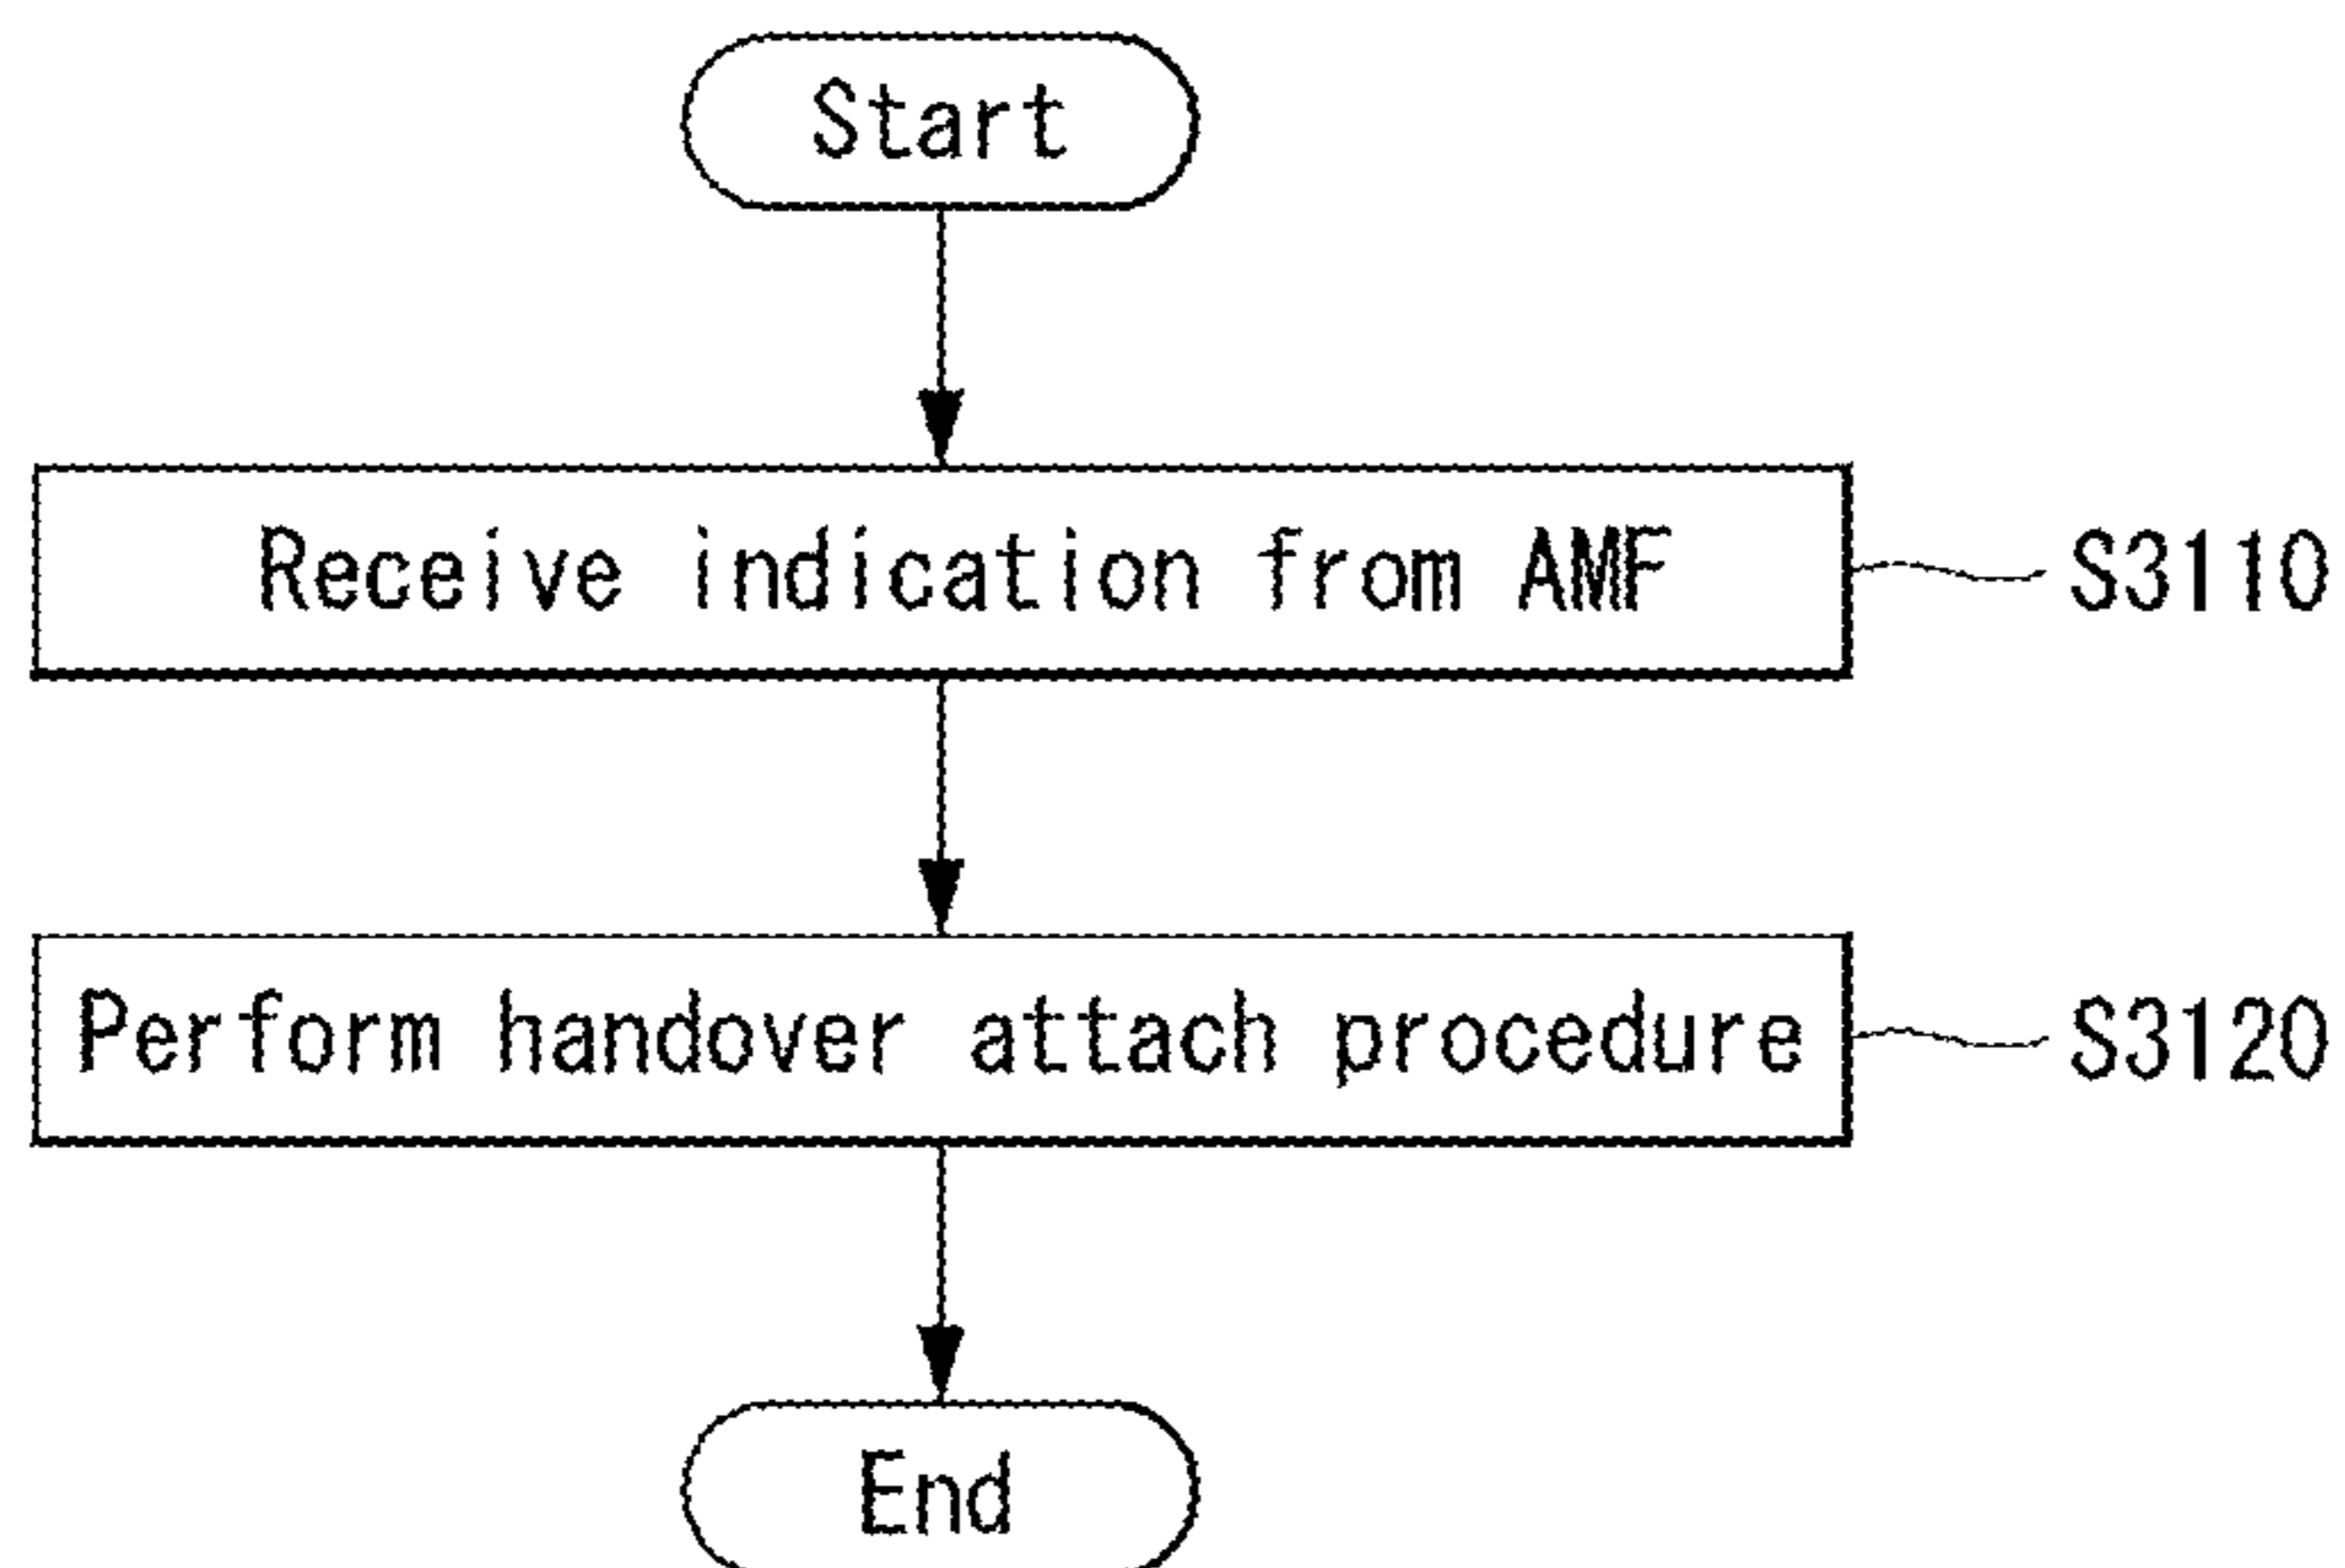 Start
Receive indication from AMF
S3110
Perform handover attach procedure
S3120
End